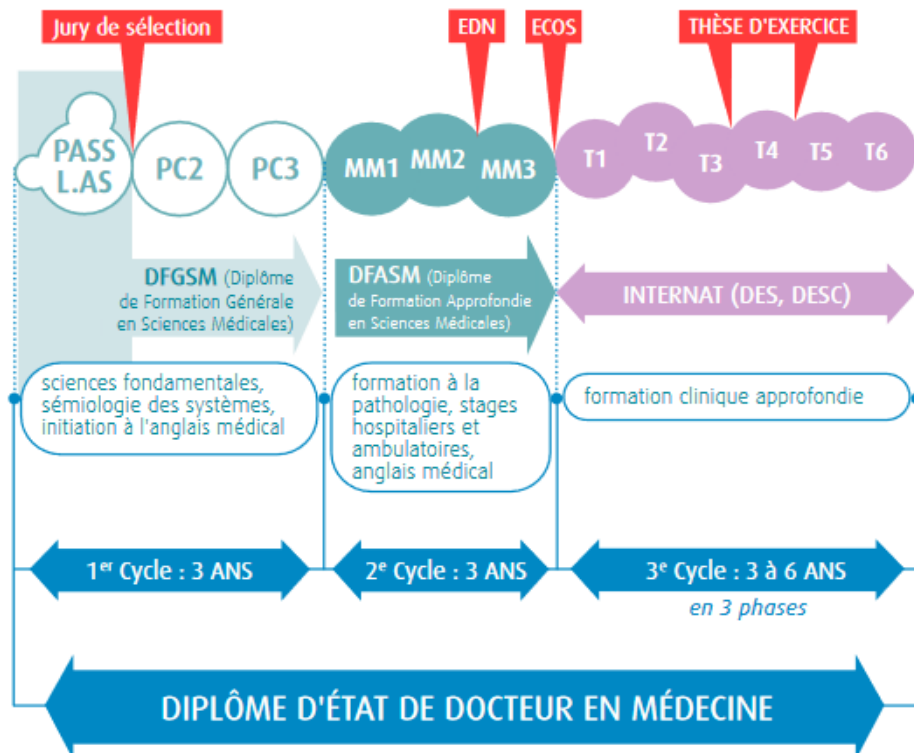 Jury de sélection
EDN
ECOS
THÈSE D'EXERCICE
PASS
L.AS
PC2
PC3
MM1
MM2
MM3
T1
T2
T3
T4
T5
T6
DFGSM (Diplôme
de Formation Générale
en Sciences Médicales)
DFASM (Diplôme
de Formation Approfondie
en Sciences Médicales)
INTERNAT (DES, DESC)
sciences fondamentales,
sémiologie des systèmes,
initiation à l'anglais médical
formation à la
pathologie, stages
hospitaliers et
ambulatoires,
anglais médical
formation clinique approfondie
1er Cycle : 3 ANS
2e Cycle : 3 ANS
3e Cycle : 3 à 6 ANS
en 3 phases
DIPLÔME D'ÉTAT DE DOCTEUR EN MÉDECINE